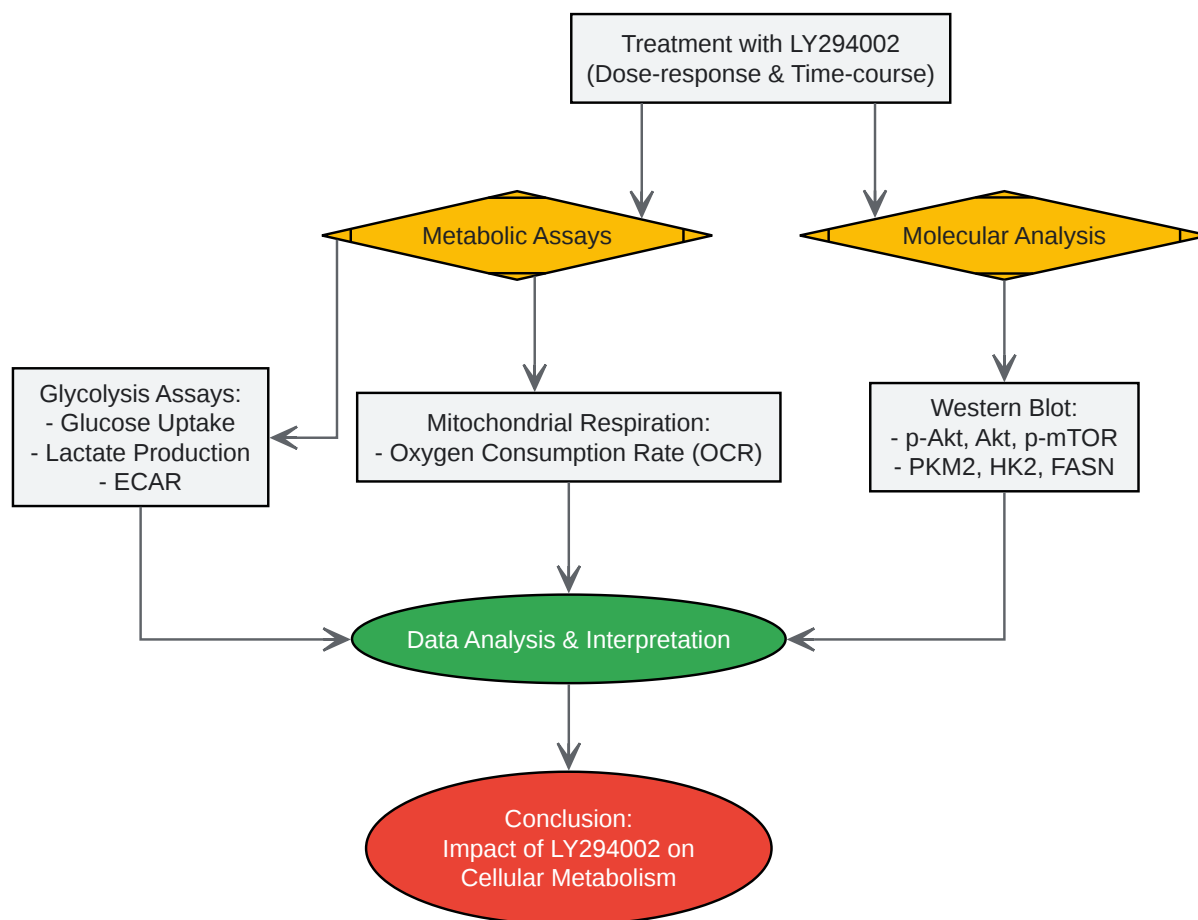 Treatment with LY294002
(Dose-response & Time-course)
Metabolic Assays
Molecular Analysis
Glycolysis Assays:
- Glucose Uptake
- Lactate Production
- ECAR
Mitochondrial Respiration:
- Oxygen Consumption Rate (OCR)
Western Blot:
- p-Akt, Akt, p-mTOR
- PKM2, HK2, FASN
Data Analysis & Interpretation
Conclusion:
Impact of LY294002 on
Cellular Metabolism